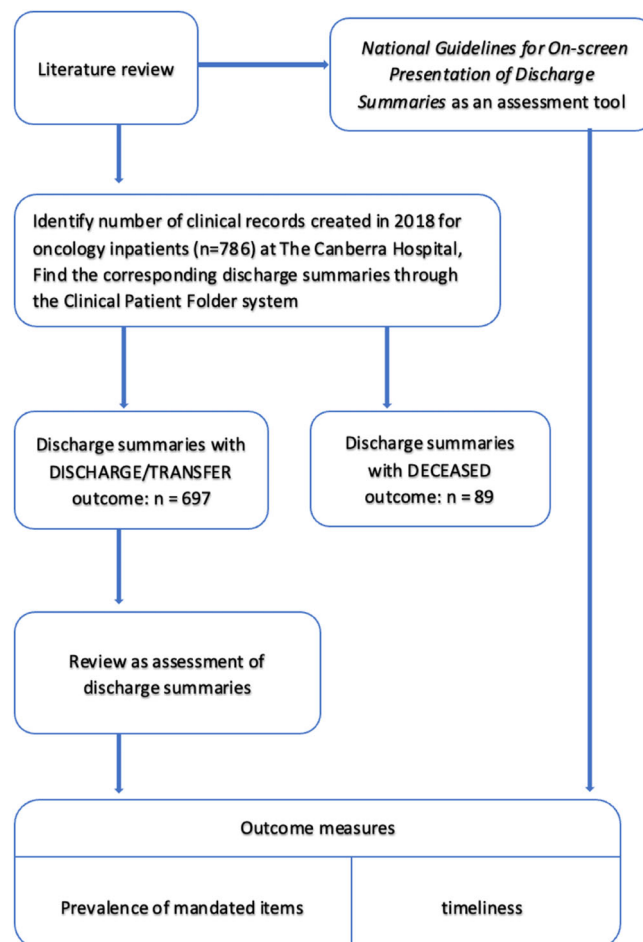 Literature review
National Guidelines for On-screen
Presentation of Discharge
Summaries as an assessment tool
Identify number of clinical records created in 2018 for
oncology inpatients (n=786) at The Canberra Hospital,
Find the corresponding discharge summaries through
the Clinical Patient Folder system
Discharge summaries with
DISCHARGE/TRANSFER
outcome: n = 697
Discharge summaries
with DECEASED
outcome: n = 89
Review as assessment of
discharge summaries
Outcome measures
Prevalence of mandated items
timeliness